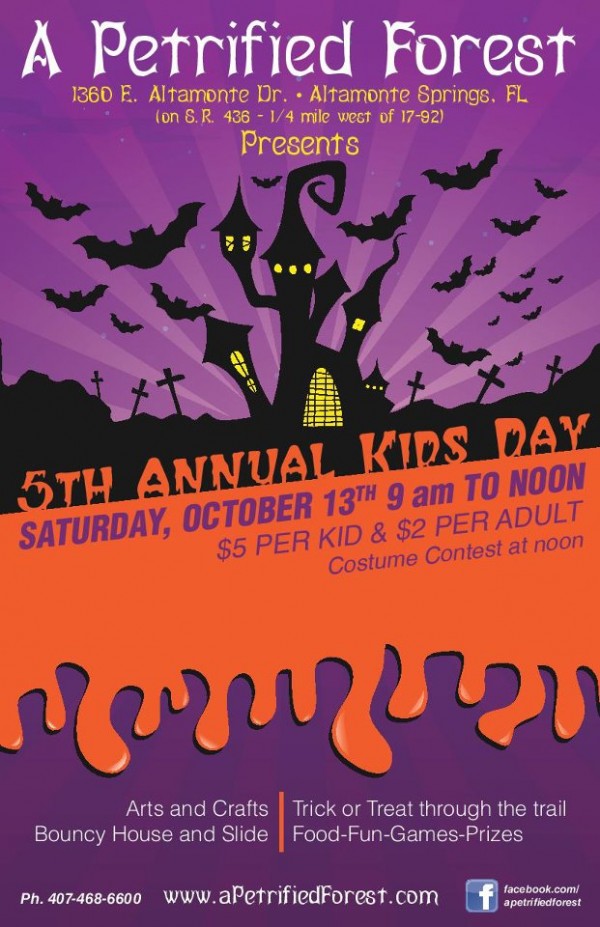 A Petrified Forest
1360 E. Altamonte Dr. • Altamonte Springs, FL
(on S.R. 436 - 1/4 mile west of 17-92)
Presents
5th Annual Kids Day
SATURDAY, OCTOBER 13TH 9 am TO NOON
$5 PER KID & $2 PER ADULT
Costume Contest at noon
Arts and Crafts
Bouncy House and Slide
Trick or Treat through the trail
Food-Fun-Games-Prizes
Ph. 407-468-6600
www.aPetrifiedForest.com
f
facebook.com/
apetrifiedforest